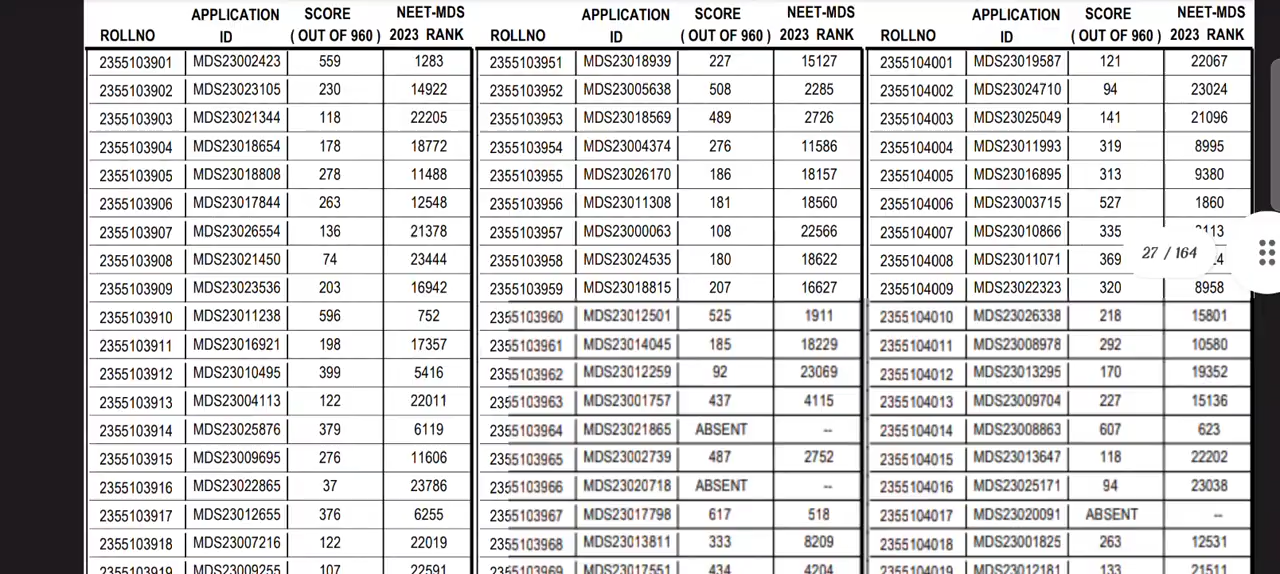 APPLICATION SCORE NEET-MDS APPLICATION SCORE NEET-MDS APPLICATION SCORE NEET-MDS
ROLLNO ID ( OUT OF 960 ) 2023 RANK ROLLNO ID ( OUT OF 960 ) 2023 RANK ROLLNO ID ( OUT OF 960 ) 2023 RANK
2355103901 MDS23002423 559 1283 2355103951 MDS23018939 227 15127 2355104001 MDS23019587 121 22067
2355103902 MDS23023105 230 14922 2355103952 MDS23005638 508 2285 2355104002 MDS23024710 94 23024
2355103903 MDS23021344 118 22205 2355103953 MDS23018569 489 2726 2355104003 MDS23025049 141 21096
2355103904 MDS23018654 178 18772 2355103954 MDS23004374 276 11586 2355104004 MDS23011993 319 8995
2355103905 MDS23018808 278 11488 2355103955 MDS23026170 186 18157 2355104005 MDS23016895 313 9380
2355103906 MDS23017844 263 12548 2355103956 MDS23011308 181 18560 2355104006 MDS23003715 527 1860
2355103907 MDS23026554 136 21378 2355103957 MDS23000063 108 22566 2355104007 MDS23010866 335
2355103908 MDS23021450 74 23444 2355103958 MDS23024535 180 18622 2355104008 MDS23011071 369 27 / 164
2355103909 MDS23023536 203 16942 2355103959 MDS23018815 207 16627 2355104009 MDS23022323 320 8958
2355103910 MDS23011238 596 752 2355103960 MDS23012501 525 1911 2355104010 MDS23026338 218 15801
2355103911 MDS23016921 198 17357 2355103961 MDS23014045 185 18229 2355104011 MDS23008978 292 10580
2355103912 MDS23010495 399 5416 2355103962 MDS23012259 92 23069 2355104012 MDS23013295 170 19352
2355103913 MDS23004113 122 22011 2355103963 MDS23001757 437 4115 2355104013 MDS23009704 227 15136
2355103914 MDS23025876 379 6119 2355103964 MDS23021865 ABSENT -- 2355104014 MDS23008863 607 623
2355103915 MDS23009695 276 11606 2355103965 MDS23002739 487 2752 2355104015 MDS23013647 118 22202
2355103916 MDS23022865 37 23786 2355103966 MDS23020718 ABSENT -- 2355104016 MDS23025171 94 23038
2355103917 MDS23012655 376 6255 2355103967 MDS23017798 617 518 2355104017 MDS23020091 ABSENT --
2355103918 MDS23007216 122 22019 2355103968 MDS23013811 333 8209 2355104018 MDS23001825 263 12531
2355103919 MDS23009255 107 22591 2355103969 MDS23017551 434 4204 2355104019 MDS23012181 133 21511